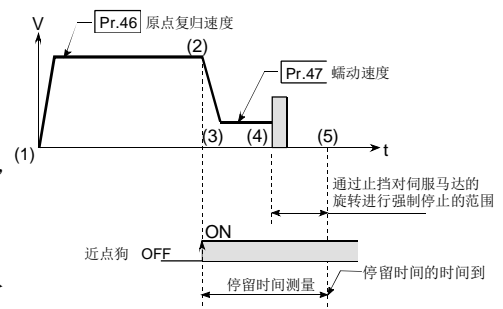 V
Pr.46 原点复归速度
(2)
Pr.47 蠕动速度
(1)
(3)
(4)
(5)
t
通过止挡对伺服马达的
旋转进行强制停止的范围
ON
近点狗 OFF
停留时间测量
停留时间的时间到